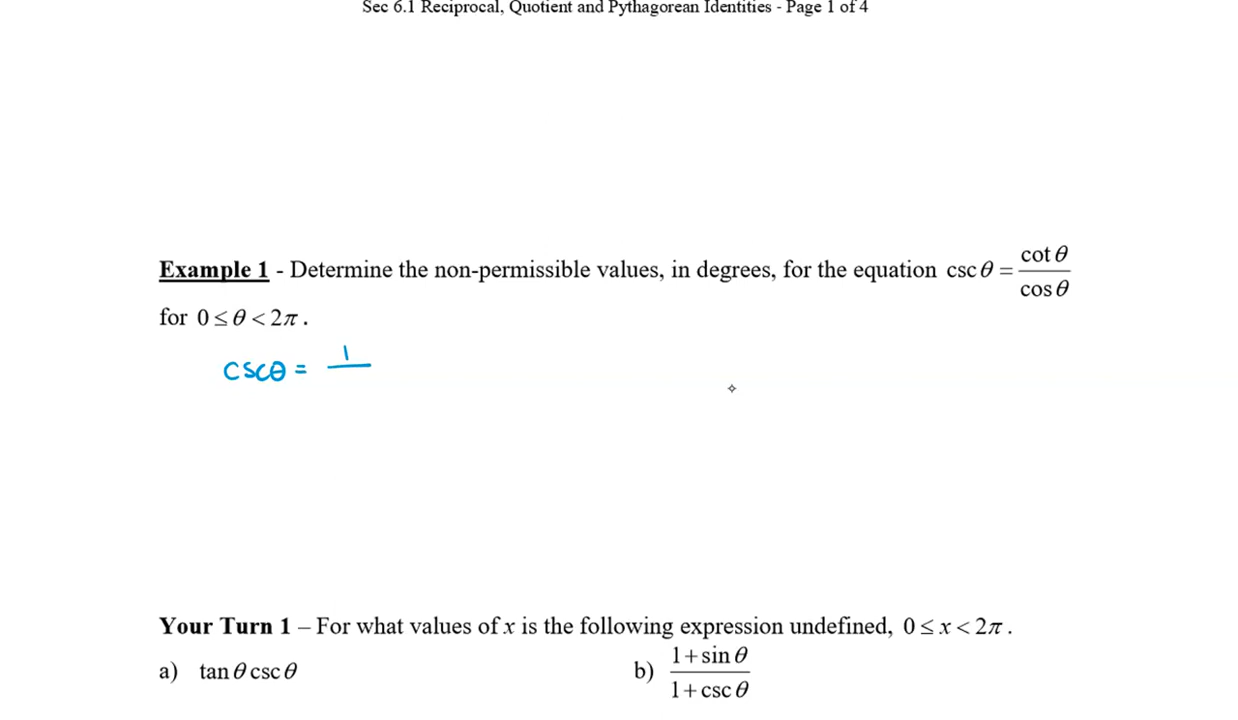 Sec 6.1 Reciprocal, Quotient and Pythagorean Identities - Page 1 of 4
Example 1 - Determine the non-permissible values, in degrees, for the equation csc θ = cot θ / cos θ
for 0 ≤ θ < 2π .
cscθ = 1/
Your Turn 1 – For what values of x is the following expression undefined, 0 ≤ x < 2π .
a) tan θ csc θ b) 1 + sin θ / 1 + csc θ